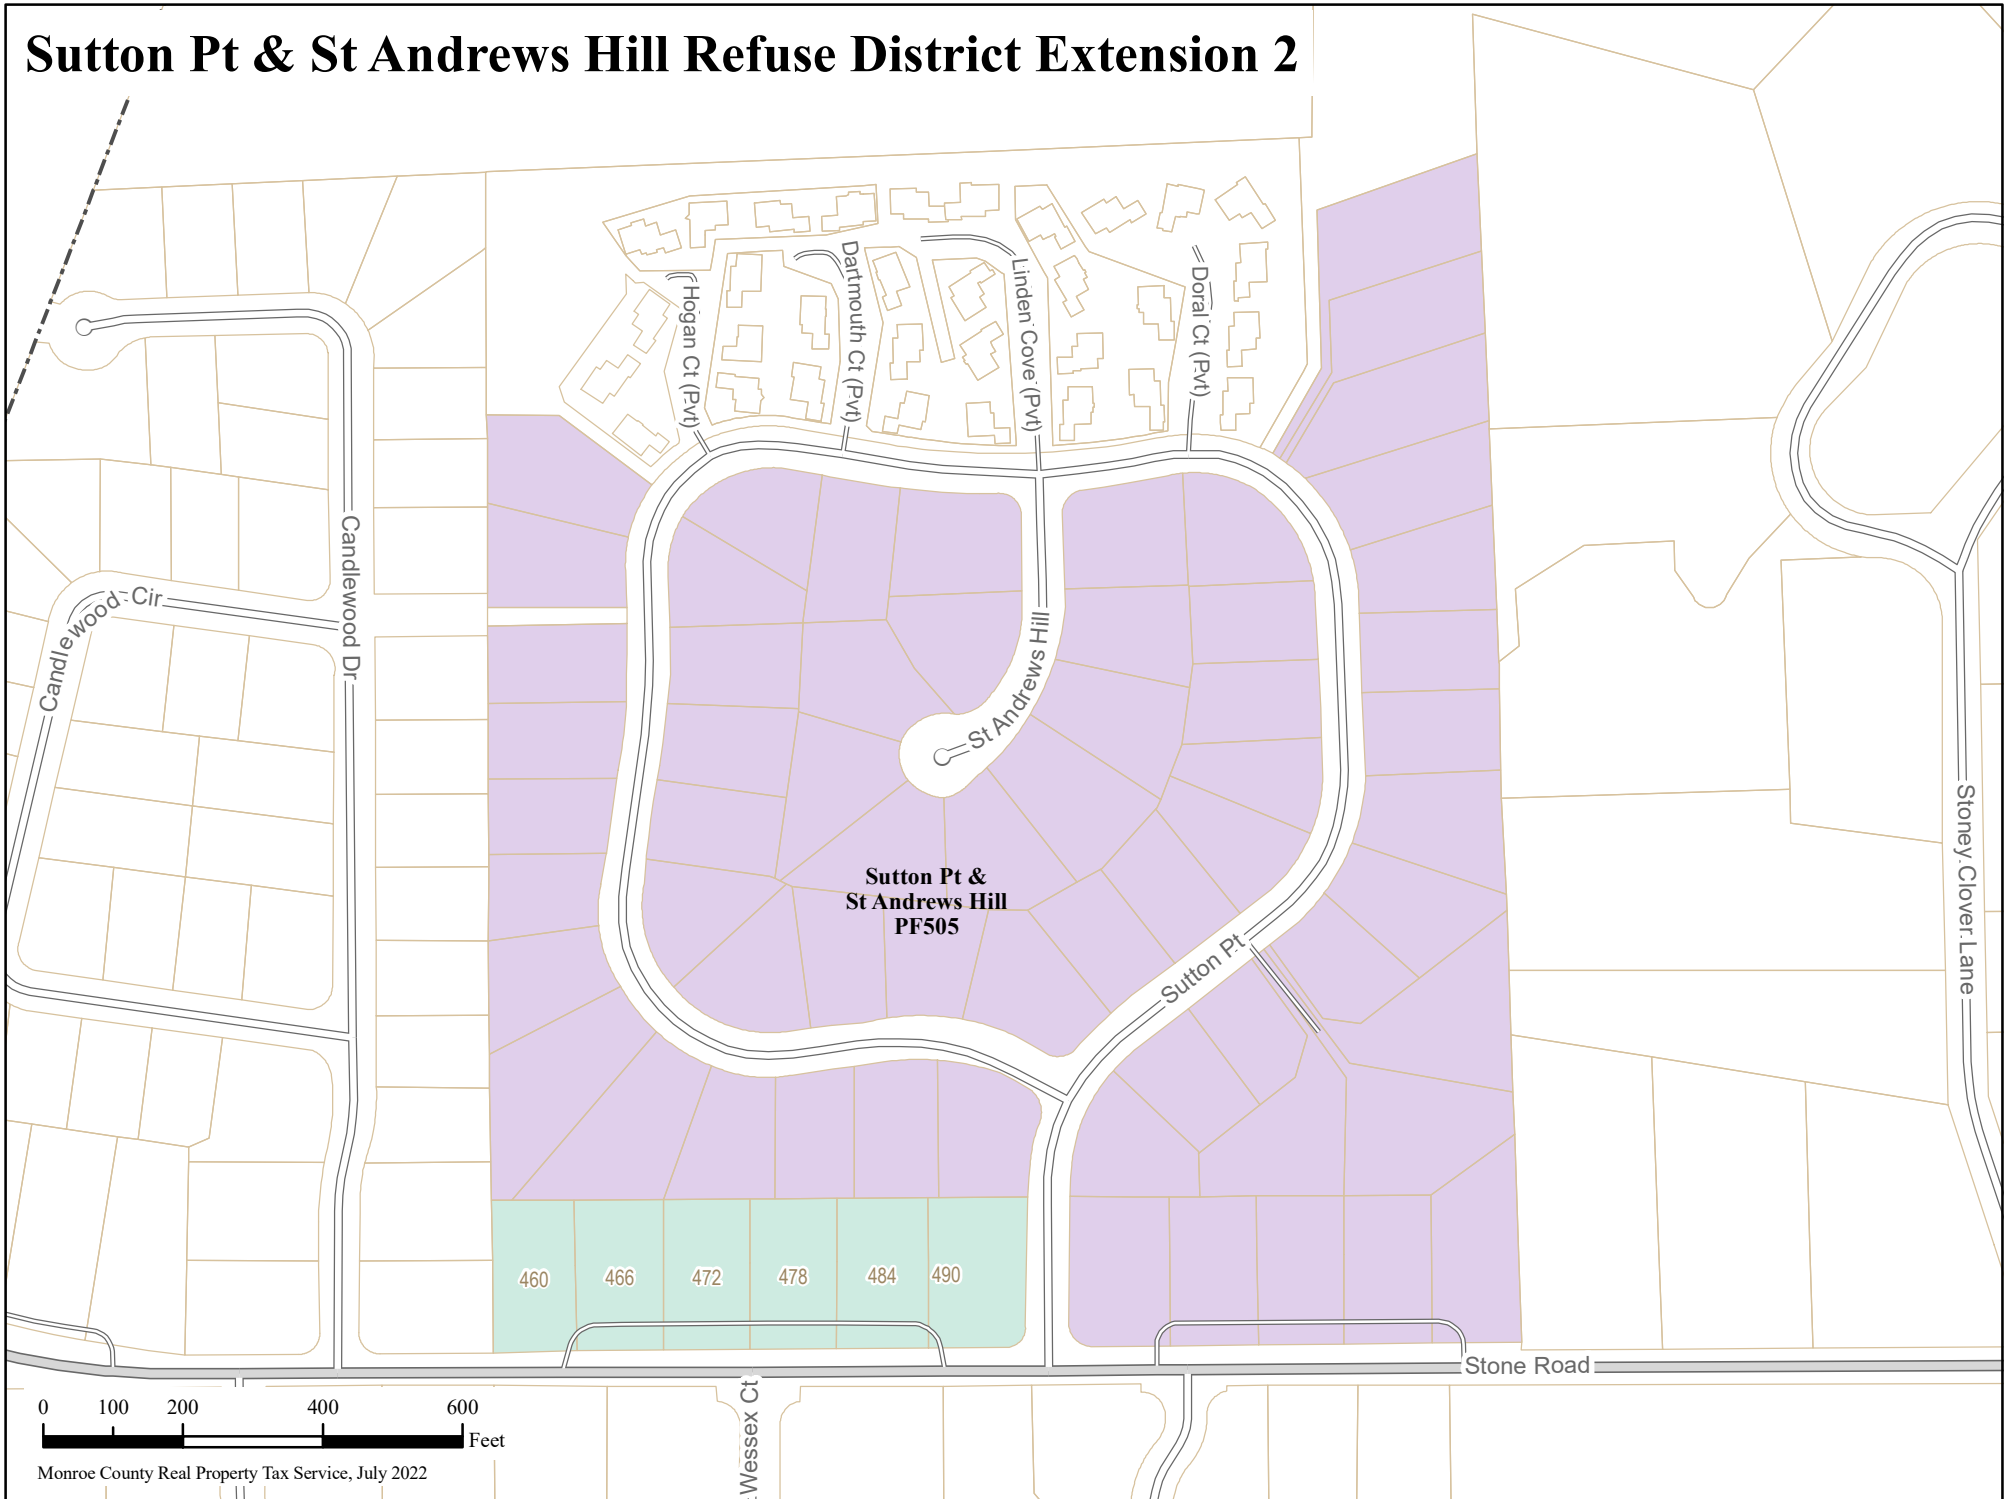 Sutton Pt & St Andrews Hill Refuse District Extension 2
Hogan Ct (Pvt)
Dartmouth Ct (Pvt)
Linden Cove (Pvt)
Doral Ct (Pvt)
Candlewood Dr
Candlewood Cir
St Andrews Hill
Stoney Clover Lane
Sutton Pt &
St Andrews Hill
PF505
Sutton Pt
460
466
472
478
484
490
Stone Road
Wessex Ct
0 100 200 400 600
Feet
Monroe County Real Property Tax Service, July 2022